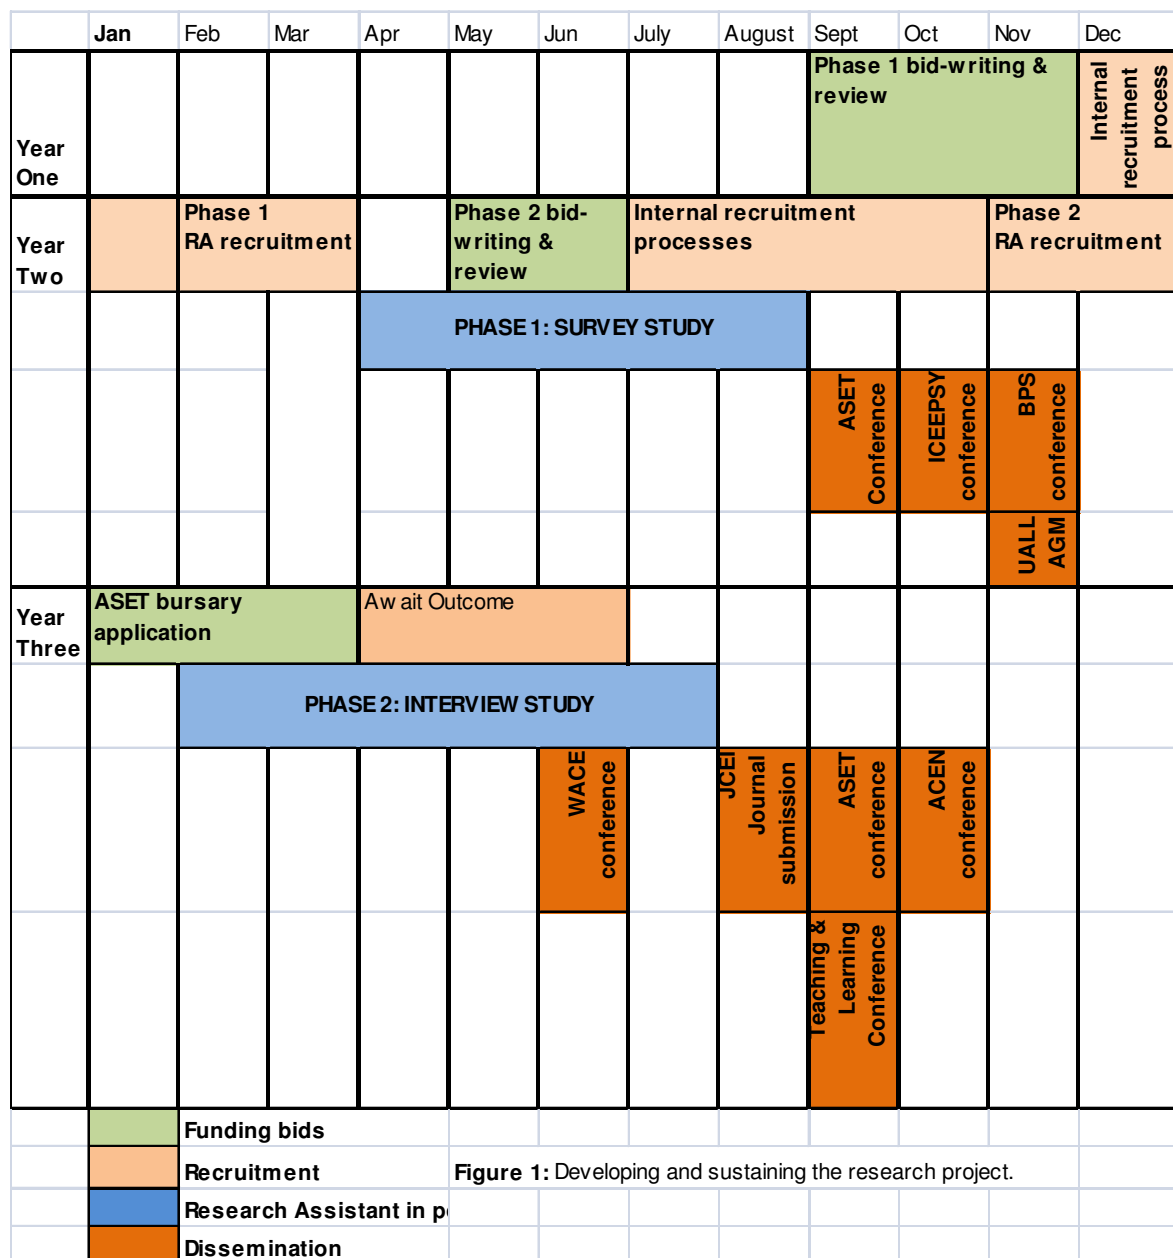 Jan Feb Mar Apr May Jun July August Sept Oct Nov Dec
Year
One
Phase 1 bid-writing &
review
Internal
recruitment
process
Year
Two
Phase 1
RA recruitment
Phase 2 bid-
writing &
review
Internal recruitment
processes
Phase 2
RA recruitment
PHASE 1: SURVEY STUDY
ASET
Conference
ICEEPSY
conference
BPS
conference
UALL
AGM
Year
Three
ASET bursary
application
Await Outcome
PHASE 2: INTERVIEW STUDY
WACE
conference
JCEI
Journal
submission
ASET
conference
ACEN
conference
Teaching &
Learning
Conference
Funding bids
Recruitment
Figure 1: Developing and sustaining the research project.
Research Assistant in p
Dissemination